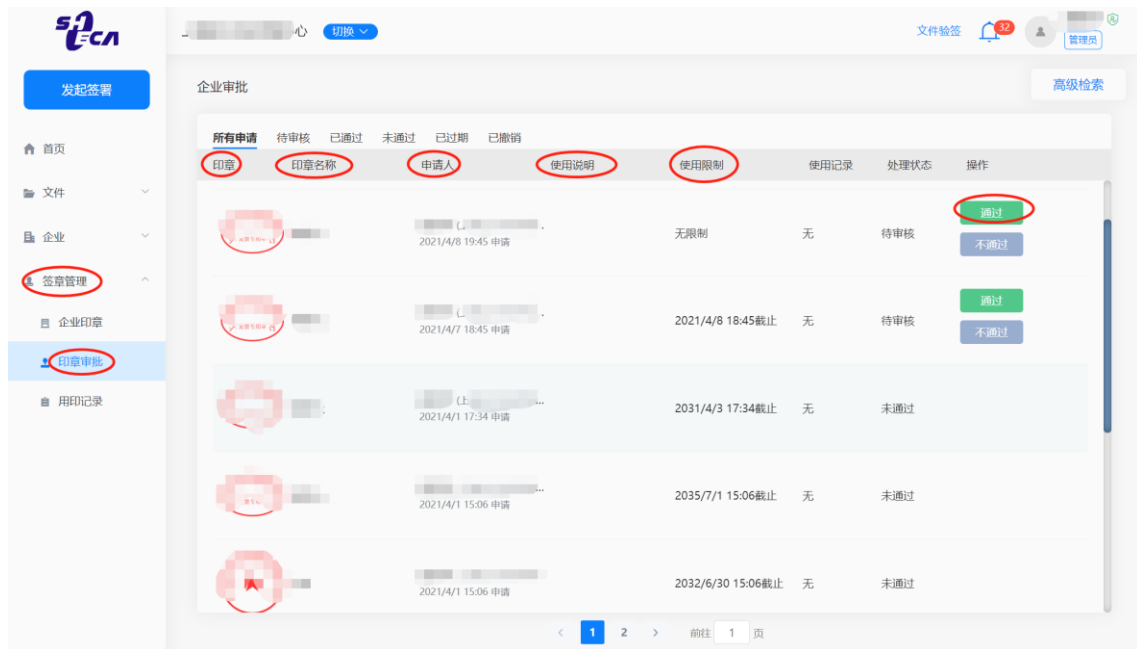 SHECA
心 切换
文件验签 32 管理员
发起签署
首页
文件
企业
签章管理
企业印章
印章审批
用印记录
企业审批 高级检索
所有申请 待审核 已通过 未通过 已过期 已撤销
印章 印章名称 申请人 使用说明 使用限制 使用记录 处理状态 操作
2021/4/8 19:45 申请 无限制 无 待审核 通过 不通过
2021/4/7 18:45 申请 2021/4/8 18:45截止 无 待审核 通过 不通过
(上 ...
2021/4/1 17:34 申请 2031/4/3 17:34截止 无 未通过
2021/4/1 15:06 申请 2035/7/1 15:06截止 无 未通过
2021/4/1 15:06 申请 2032/6/30 15:06截止 无 未通过
< 1 2 > 前往 1 页